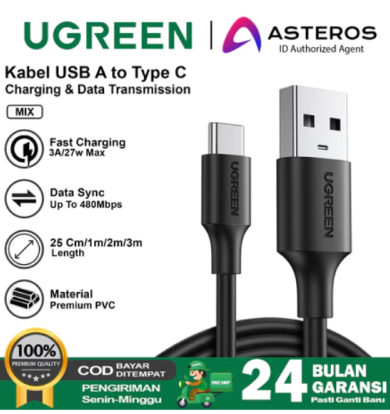 UGREEN
ASTEROS
ID Authorized Agent
Kabel USB A to Type C
Charging & Data Transmission
MIX
Fast Charging
3A/27w Max
Data Sync
Up To 480Mbps
25 Cm/1m/2m/3m
Length
Material
Premium PVC
UGREEN
UGREEN
100%
PREMIUM QUALITY
COD BAYAR
DITEMPAT
PENGIRIMAN
Senin-Minggu
24 BULAN
GARANSI
Pasti Ganti Baru